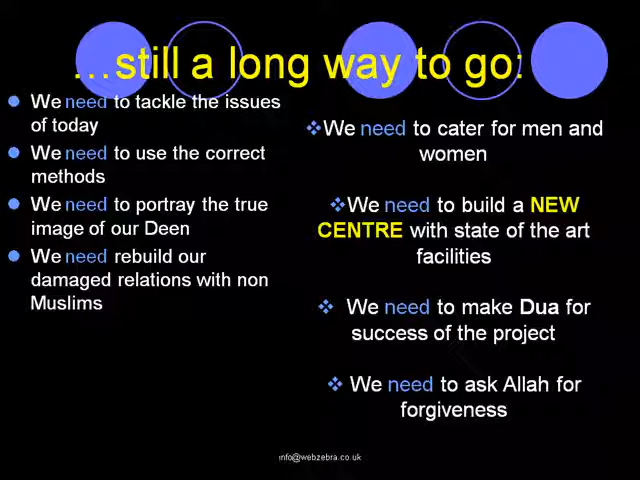 ...still a long way to go:
We need to tackle the issues
of today
We need to use the correct
methods
We need to portray the true
image of our Deen
We need rebuild our
damaged relations with non
Muslims
We need to cater for men and
women
We need to build a NEW
CENTRE with state of the art
facilities
We need to make Dua for
success of the project
We need to ask Allah for
forgiveness
info@webzebra.co.uk